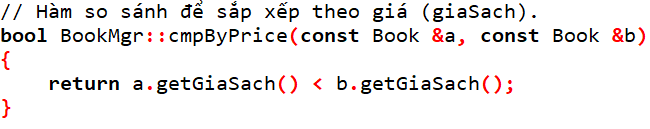 // Hàm so sánh để sắp xếp theo giá (giaSach).
bool BookMgr::cmpByPrice(const Book &a, const Book &b)
{
    return a.getGiaSach() < b.getGiaSach();
}